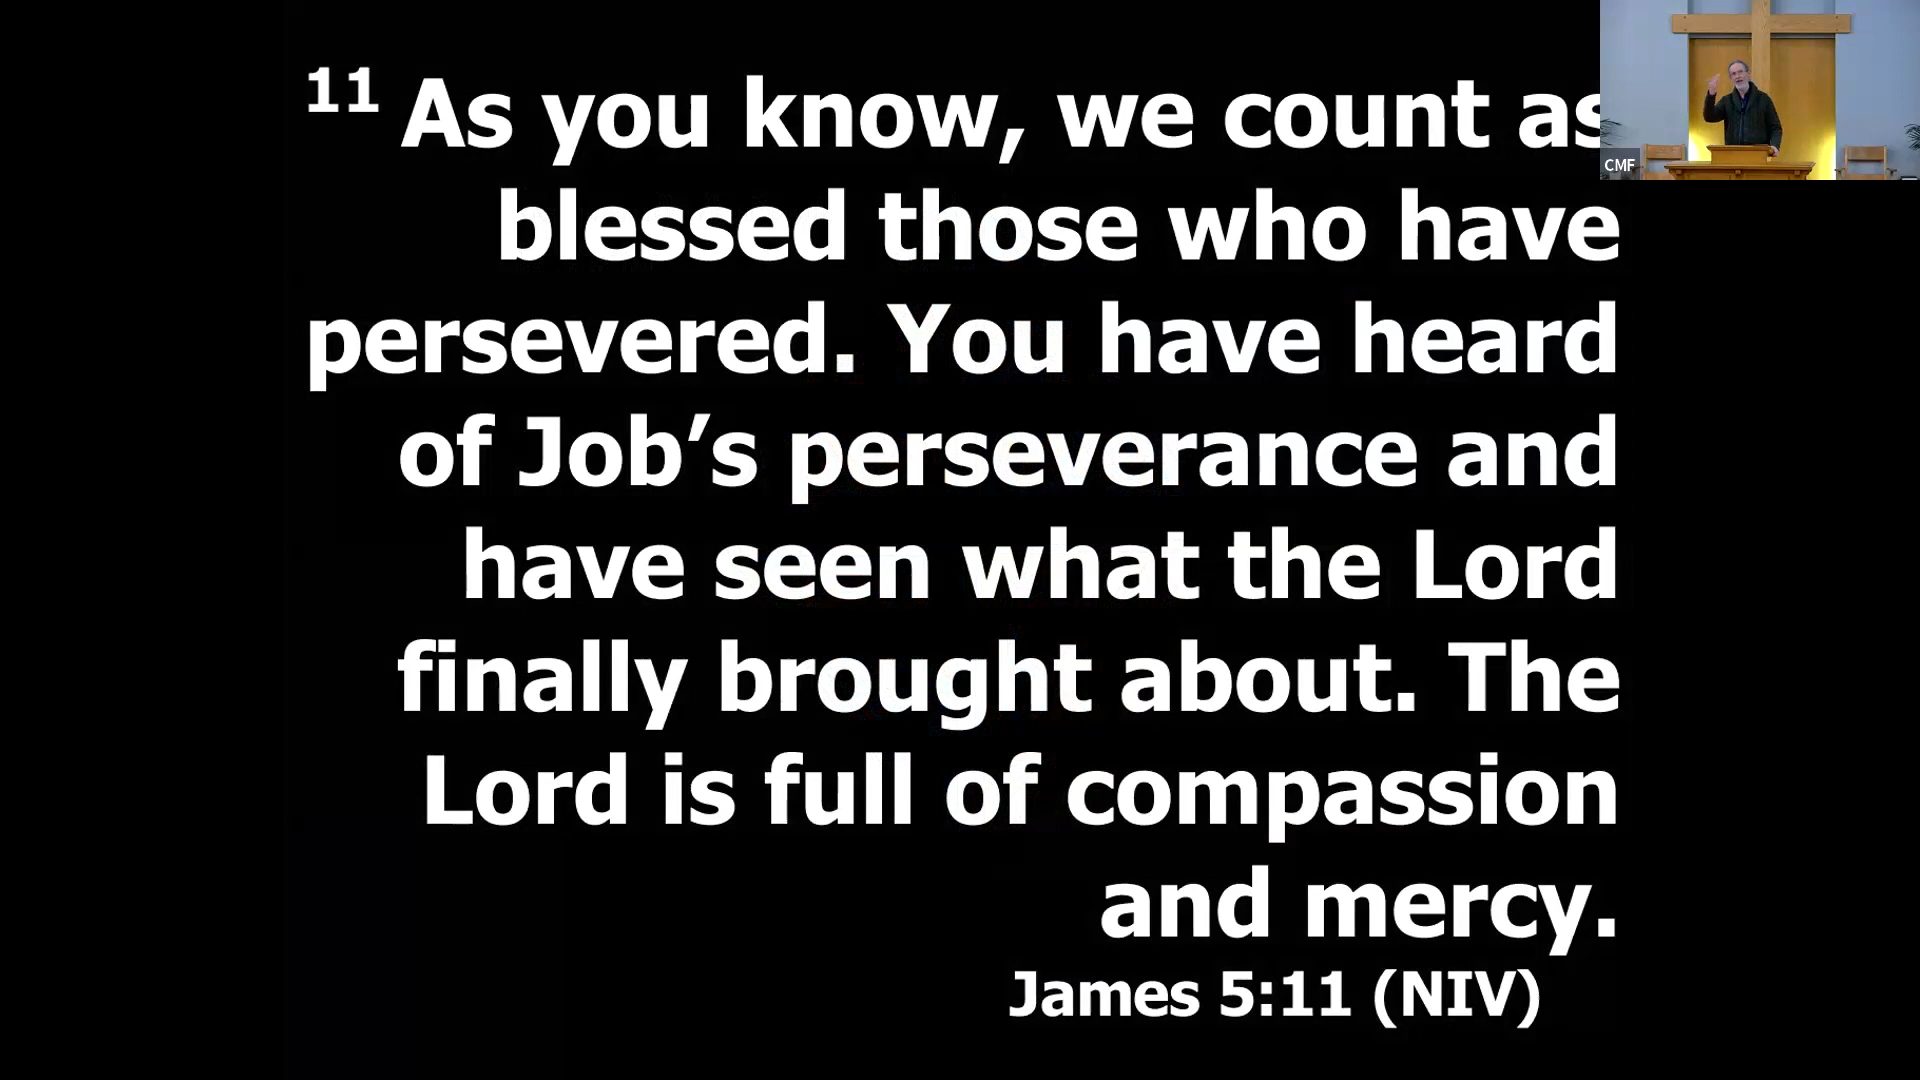 11 As you know, we count as
blessed those who have
persevered. You have heard
of Job’s perseverance and
have seen what the Lord
finally brought about. The
Lord is full of compassion
and mercy.
James 5:11 (NIV)
CMF